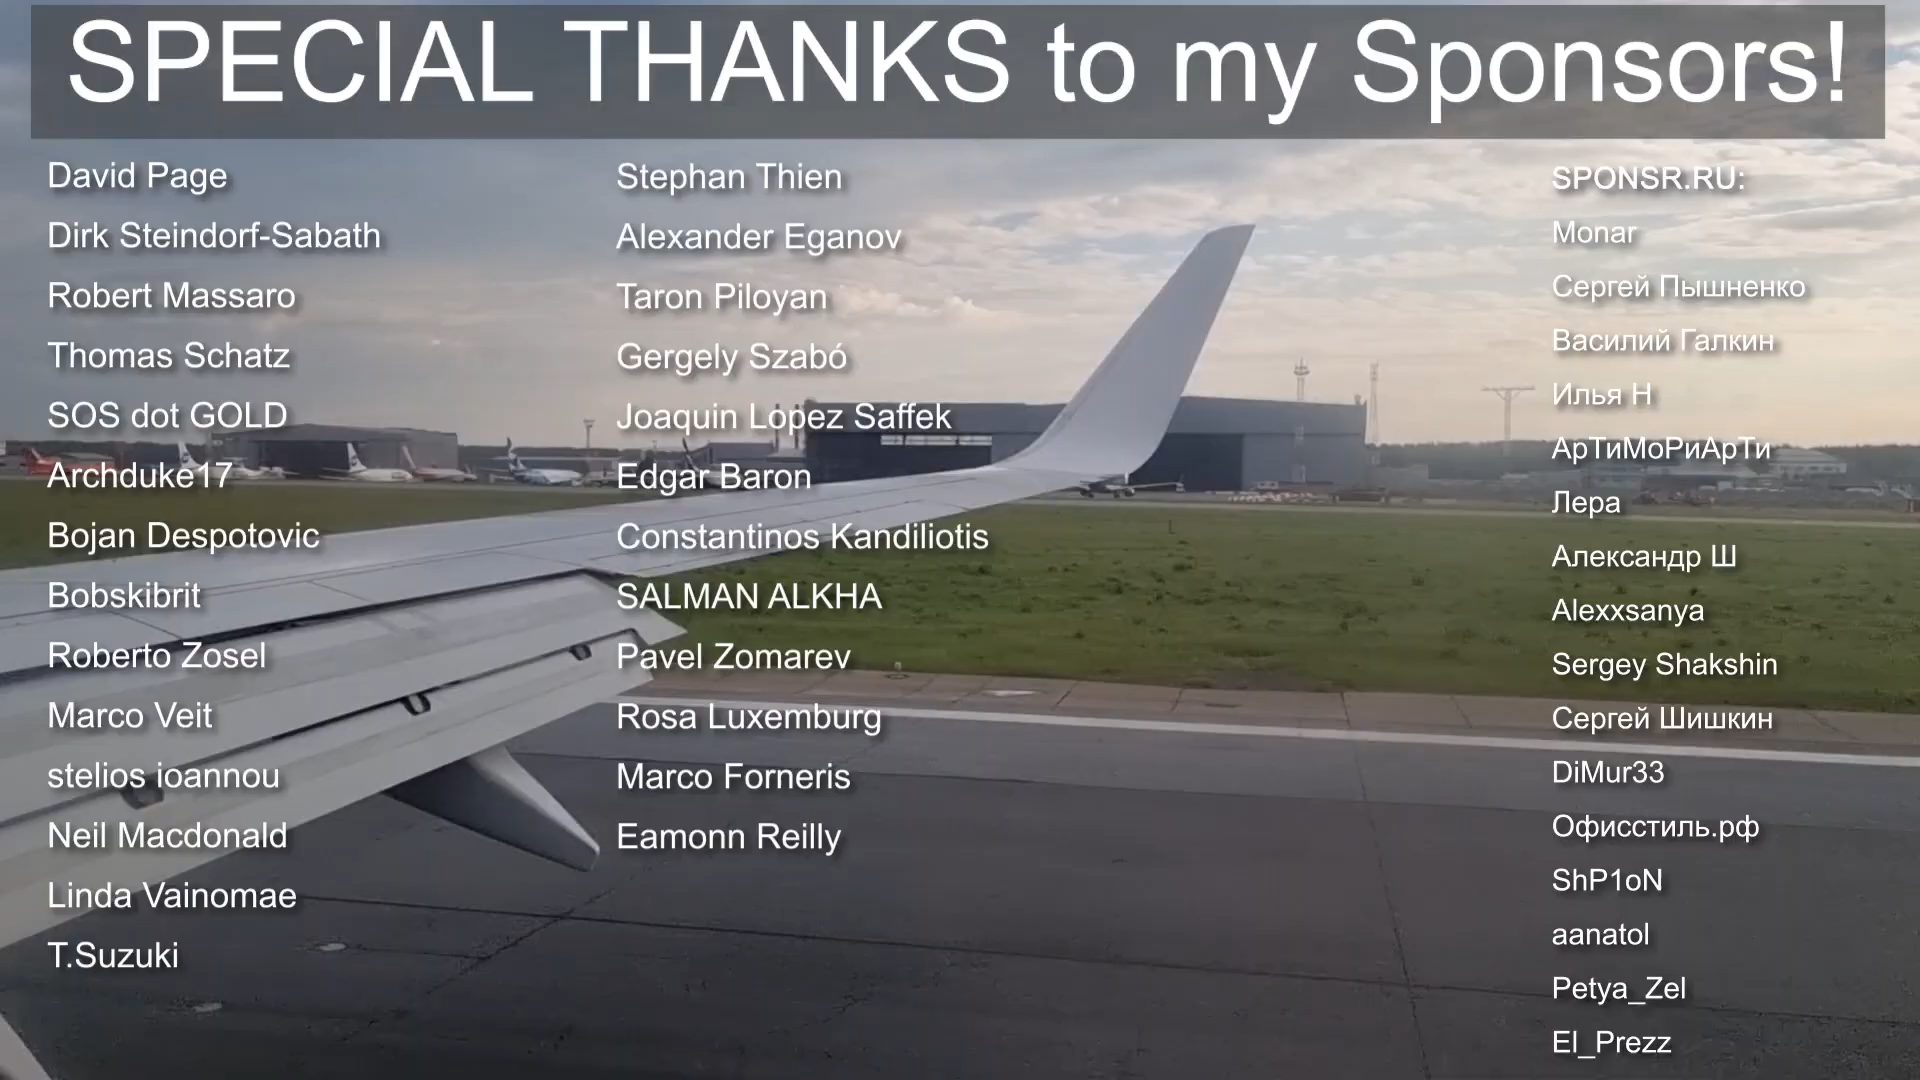 SPECIAL THANKS to my Sponsors!
David Page
Dirk Steindorf-Sabath
Robert Massaro
Thomas Schatz
SOS dot GOLD
Archduke17
Bojan Despotovic
Bobskibrit
Roberto Zosel
Marco Veit
stelios ioannou
Neil Macdonald
Linda Vainomae
T.Suzuki
Stephan Thien
Alexander Eganov
Taron Piloyan
Gergely Szabó
Joaquin Lopez Saffek
Edgar Baron
Constantinos Kandiliotis
SALMAN ALKHA
Pavel Zomarev
Rosa Luxemburg
Marco Forneris
Eamonn Reilly
SPONSR.RU:
Monar
Сергей Пышненко
Василий Галкин
Илья Н
АрТиМоРиАрТи
Лера
Александр Ш
Alexxsanya
Sergey Shakshin
Сергей Шишкин
DiMur33
Офисстиль.рф
ShP1oN
aanatol
Petya_Zel
El_Prezz